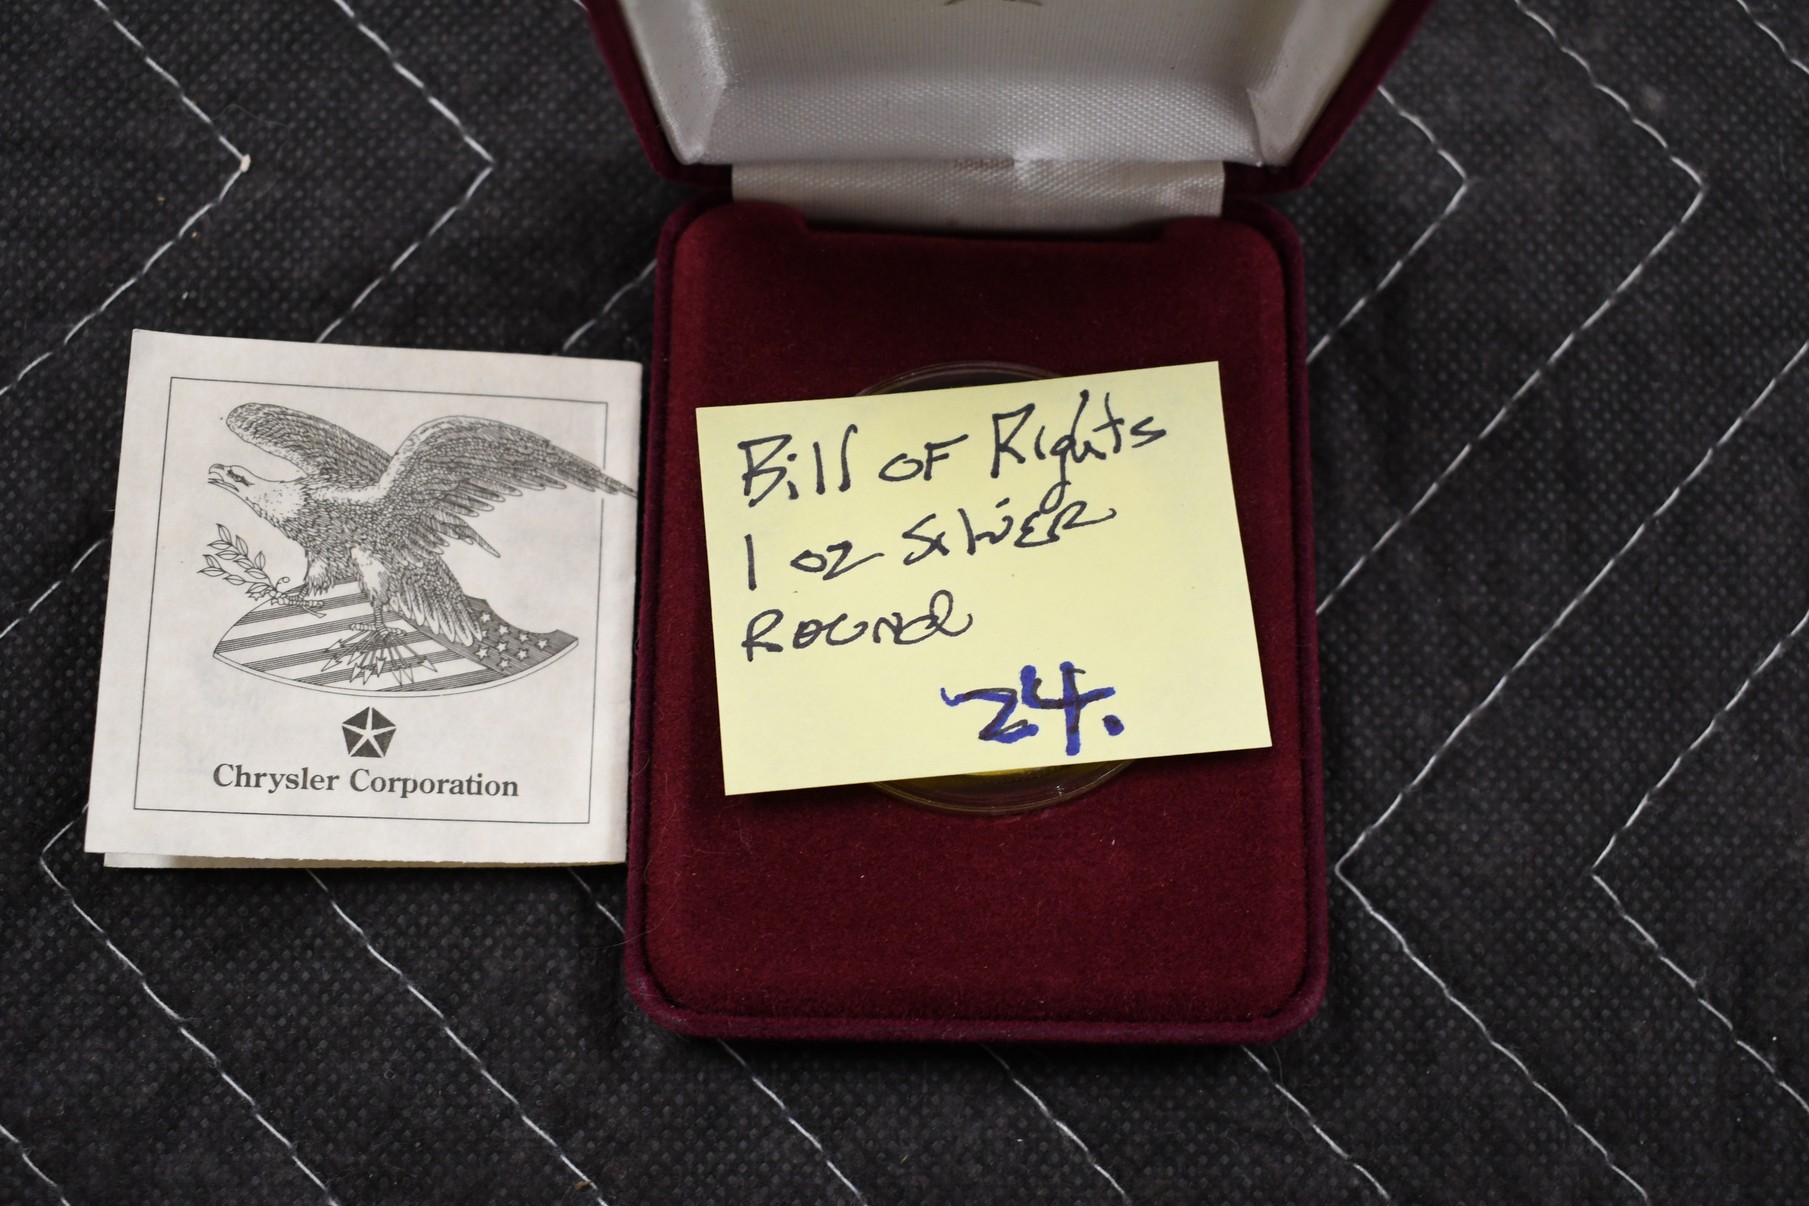 Chrysler Corporation
Bill OF Rights
1 oz Silver
Round
24.